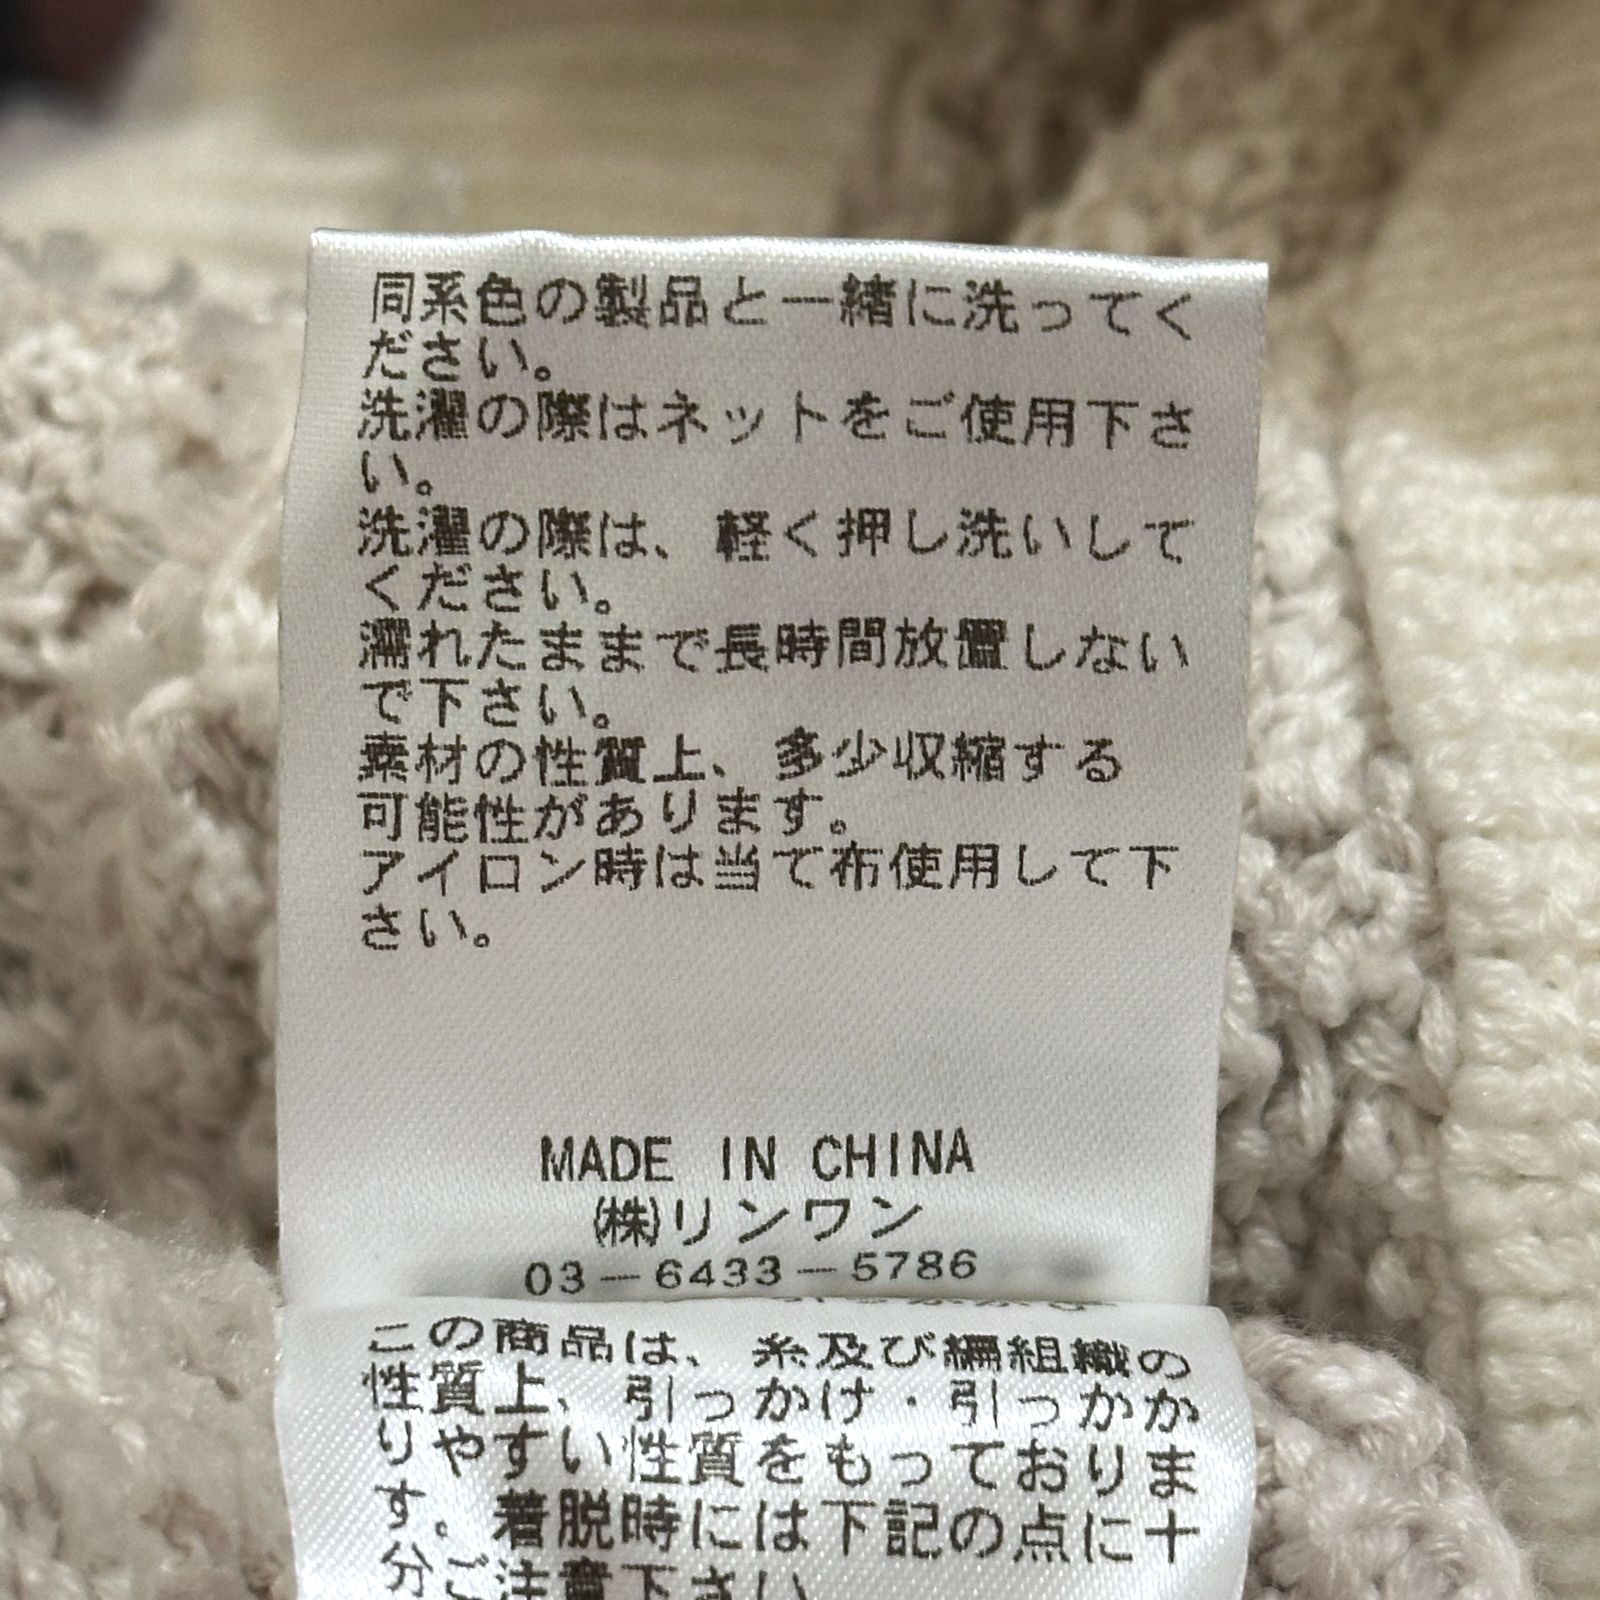 同系色の製品と一緒に洗ってく
ださい。
洗濯の際はネットをご使用下さ
い。
洗濯の際は、軽く押し洗いして
ください。
濡れたままで長時間放置しない
で下さい。
素材の性質上、多少収縮する
可能性があります。
アイロン時は当て布使用して下
さい。
MADE IN CHINA
(株)リンワン
03-6433-5786
この商品は、糸及び編組織の
性質上、引っかけ・引っかか
りやすい性質をもっておりま
す。着脱時には下記の点に十
分ご注意下さい